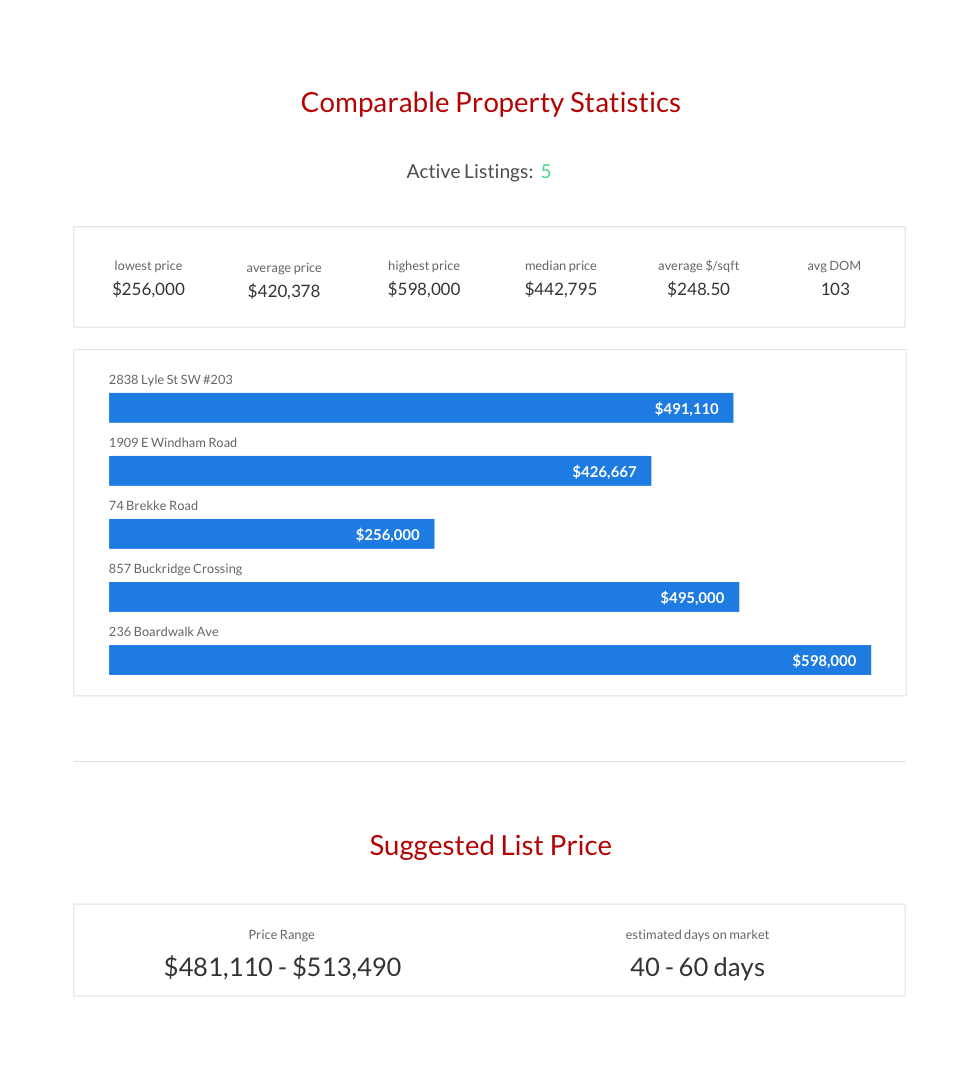 Comparable Property Statistics
Active Listings: 5
lowest price average price highest price median price average $/sqft avg DOM
$256,000 $420,378 $598,000 $442,795 $248.50 103
2838 Lyle St SW #203
$491,110
1909 E Windham Road
$426,667
74 Brekke Road
$256,000
857 Buckridge Crossing
$495,000
236 Boardwalk Ave
$598,000
Suggested List Price
Price Range estimated days on market
$481,110 - $513,490 40 - 60 days